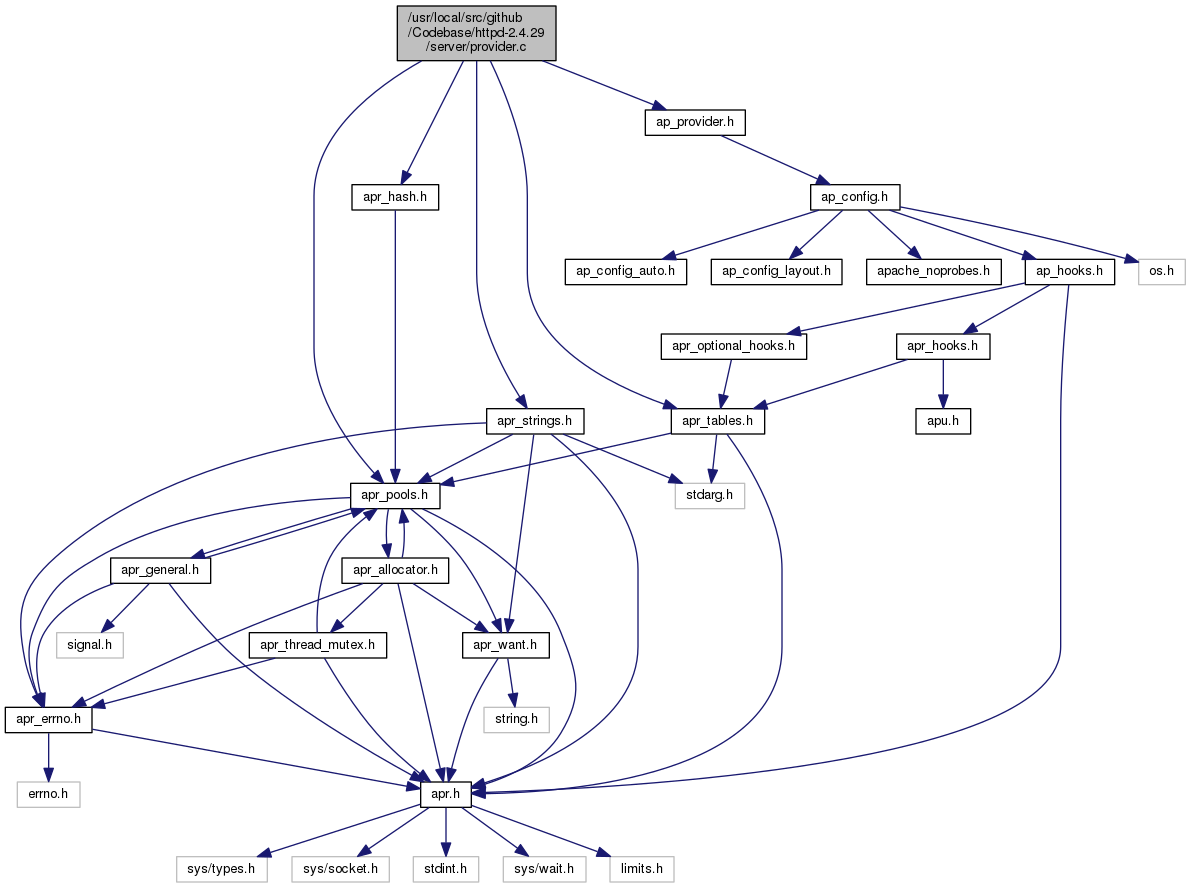 /usr/local/src/github
/Codebase/httpd-2.4.29
/server/provider.c
ap_provider.h
apr_hash.h
ap_config.h
ap_config_auto.h
ap_config_layout.h
apache_noprobes.h
ap_hooks.h
os.h
apr_optional_hooks.h
apr_hooks.h
apr_strings.h
apr_tables.h
apu.h
apr_pools.h
stdarg.h
apr_general.h
apr_allocator.h
signal.h
apr_thread_mutex.h
apr_want.h
apr_errno.h
string.h
errno.h
apr.h
sys/types.h
sys/socket.h
stdint.h
sys/wait.h
limits.h